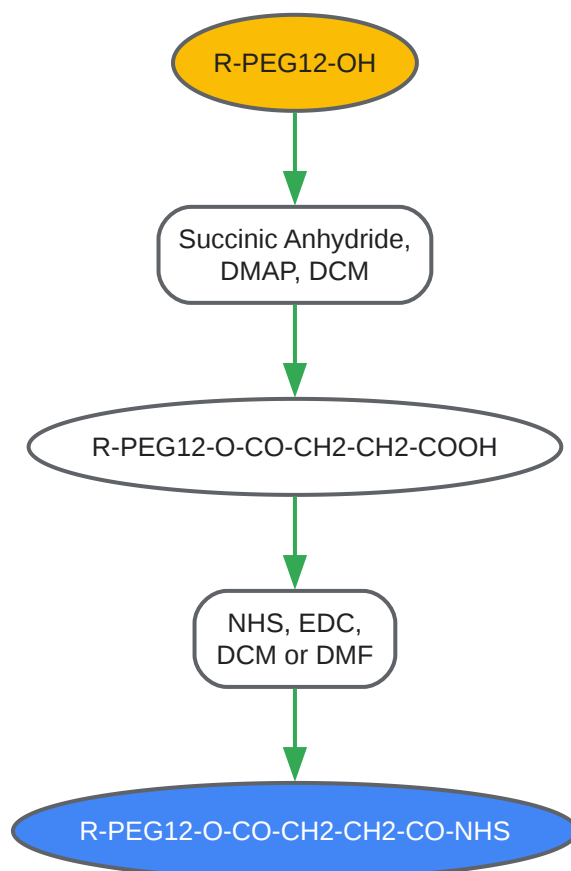 R-PEG12-OH
Succinic Anhydride,
DMAP, DCM
R-PEG12-O-CO-CH2-CH2-COOH
NHS, EDC,
DCM or DMF
R-PEG12-O-CO-CH2-CH2-CO-NHS